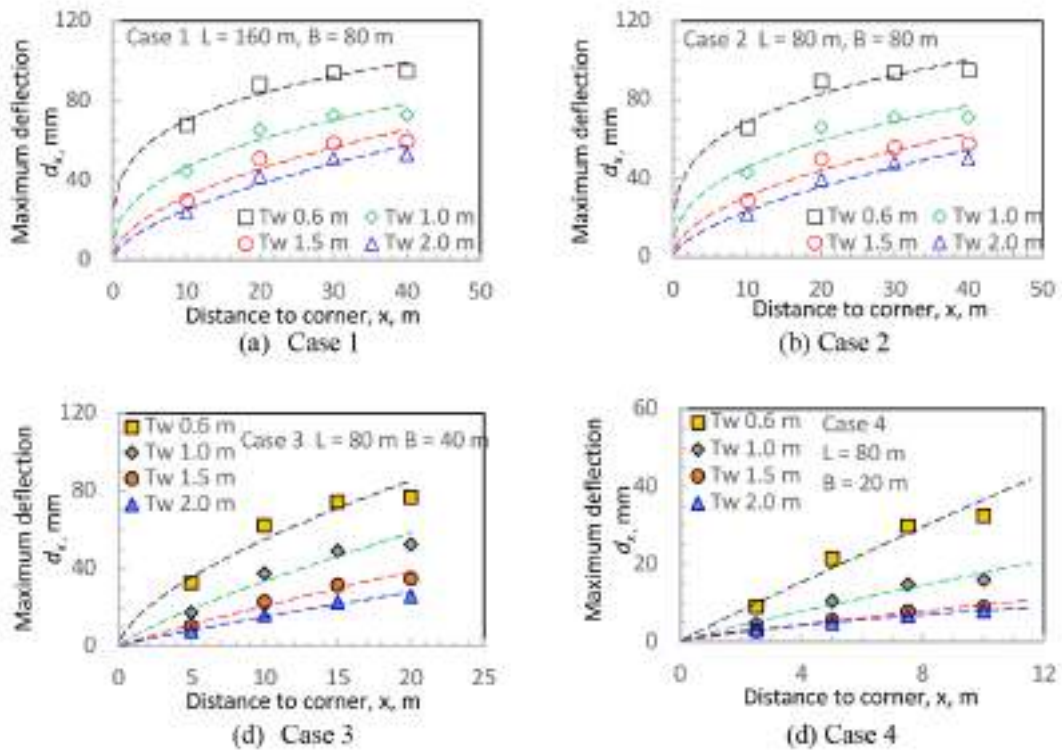 Maximum deflection
dx, mm
120
80
40
0
Case 1 L = 160 m, B = 80 m
Tw 0.6 m
Tw 1.0 m
Tw 1.5 m
Tw 2.0 m
0 10 20 30 40 50
Distance to corner, x, m
(a) Case 1
Maximum deflection
dx, mm
120
80
40
0
Case 2 L = 80 m, B = 80 m
Tw 0.6 m
Tw 1.0 m
Tw 1.5 m
Tw 2.0 m
0 10 20 30 40 50
Distance to corner, x, m
(b) Case 2
Maximum deflection
dx, mm
120
80
40
0
Tw 0.6 m
Tw 1.0 m
Tw 1.5 m
Tw 2.0 m
Case 3 L = 80 m B = 40 m
0 5 10 15 20 25
Distance to corner, x, m
(d) Case 3
Maximum deflection
dx, mm
60
40
20
0
Tw 0.6 m
Tw 1.0 m
Tw 1.5 m
Tw 2.0 m
Case 4
L = 80 m
B = 20 m
0 4 8 12
Distance to corner, x, m
(d) Case 4